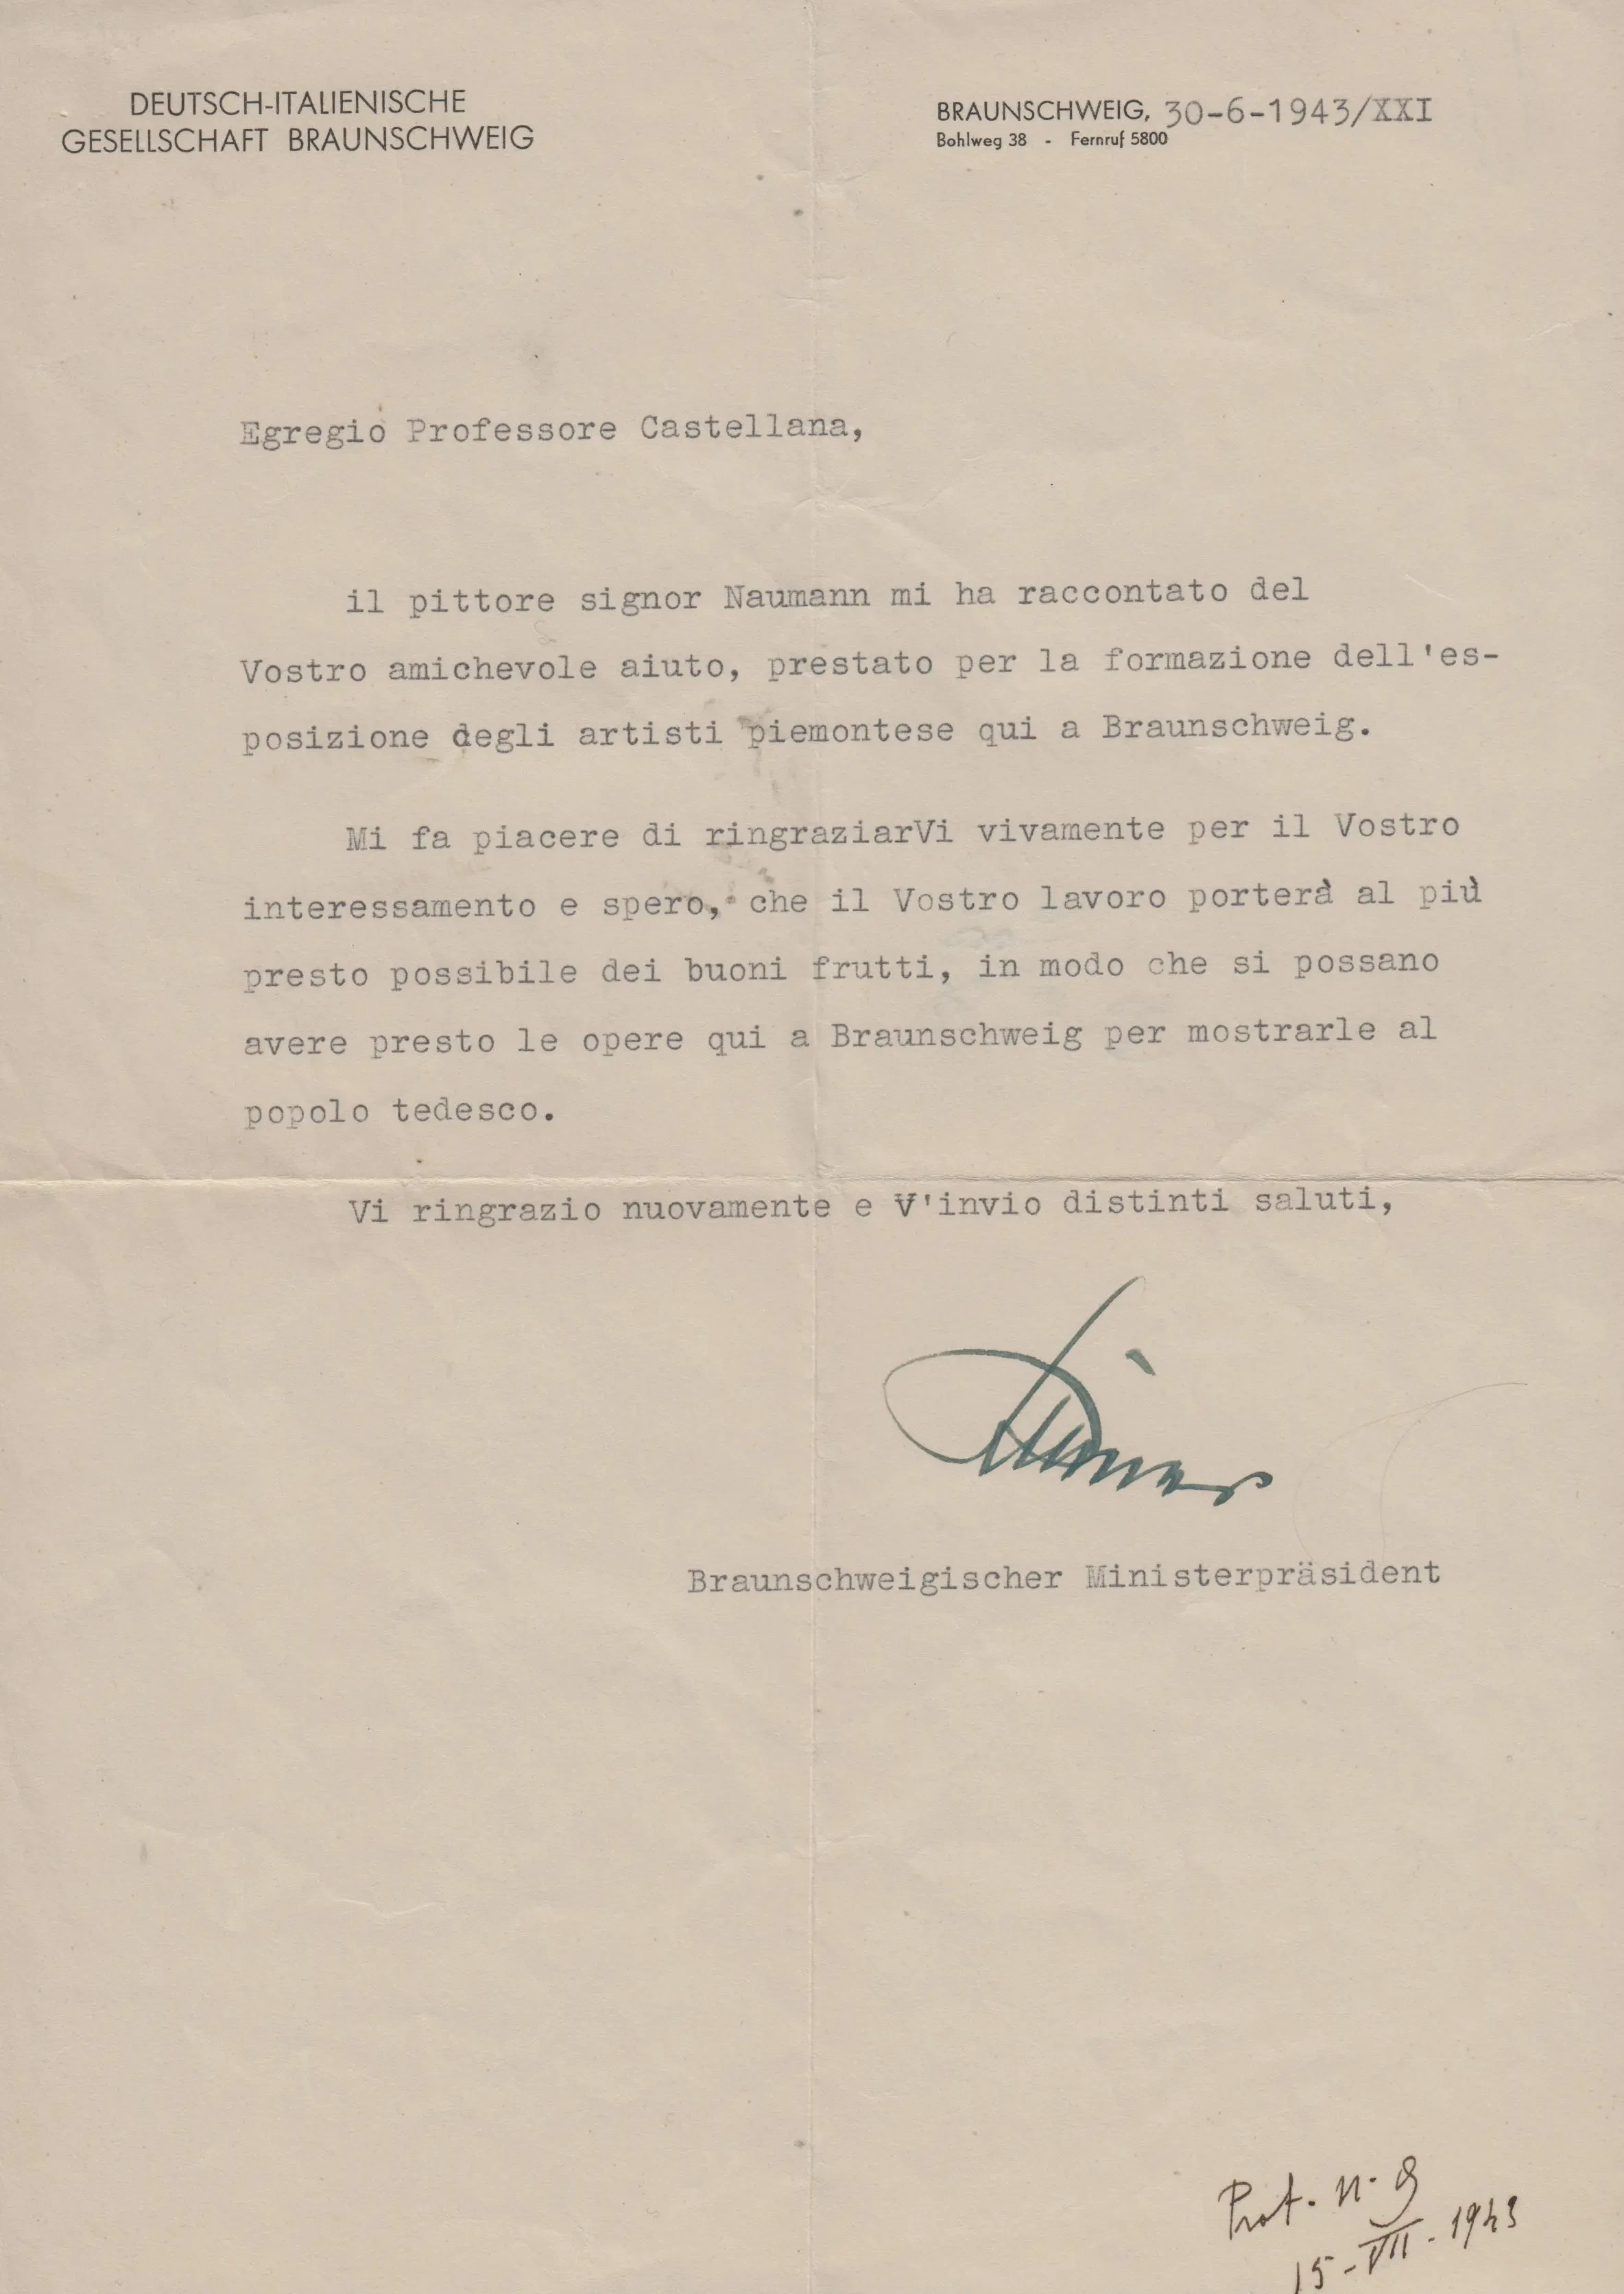 DEUTSCH-ITALIENISCHE
GESELLSCHAFT BRAUNSCHWEIG
BRAUNSCHWEIG, 30-6-1943/XXI
Bohlweg 38 - Fernruf 5800
Egregio Professore Castellana,
il pittore signor Naumann mi ha raccontato del
Vostro amichevole aiuto, prestato per la formazione dell'es-
posizione degli artisti piemontese qui a Braunschweig.
Mi fa piacere di ringraziarVi vivamente per il Vostro
interessamento e spero, che il Vostro lavoro porterà al più
presto possibile dei buoni frutti, in modo che si possano
avere presto le opere qui a Braunschweig per mostrarle al
popolo tedesco.
Vi ringrazio nuovamente e V'invio distinti saluti,
Braunschweigischer Ministerpräsident
Prot. n. 9
15-VII-1943